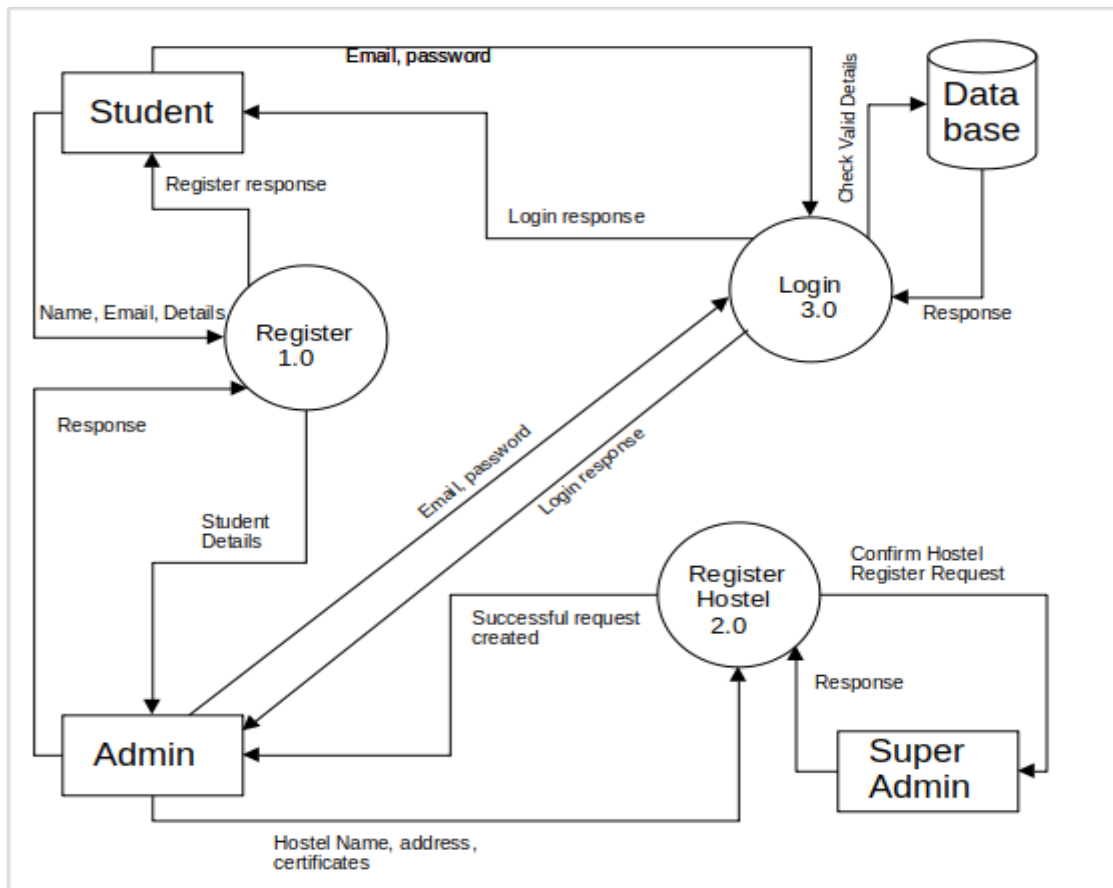 Email, password
Student
Data
base
Check Valid Details
Register response
Login response
Login
3.0
Name, Email, Details
Response
Register
1.0
Response
Email, password
Login response
Student
Details
Register
Hostel
2.0
Confirm Hostel
Register Request
Successful request
created
Response
Admin
Super
Admin
Hostel Name, address,
certificates